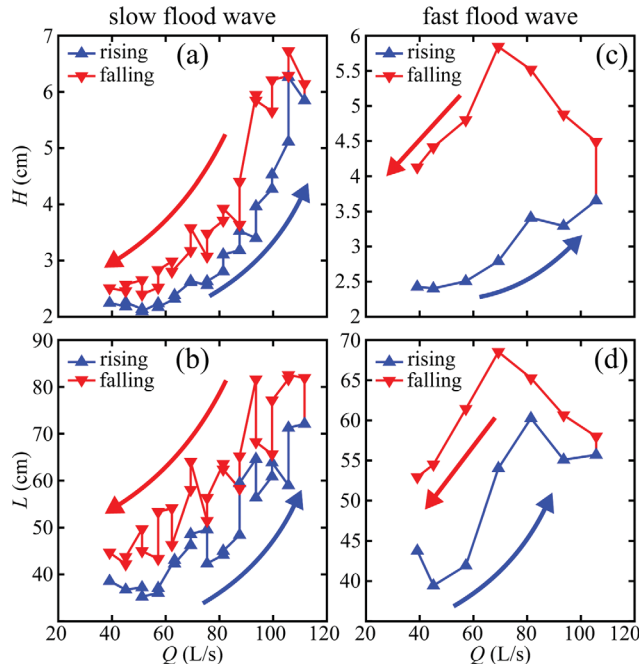 slow flood wave
fast flood wave
7
6
5
4
3
2
H (cm)
rising
falling
(a)
6
5.5
5
4.5
4
3.5
3
2.5
2
rising
falling
(c)
90
80
70
60
50
40
30
L (cm)
rising
falling
(b)
20 40 60 80 100 120
Q (L/s)
70
65
60
55
50
45
40
rising
falling
(d)
20 40 60 80 100 120
Q (L/s)